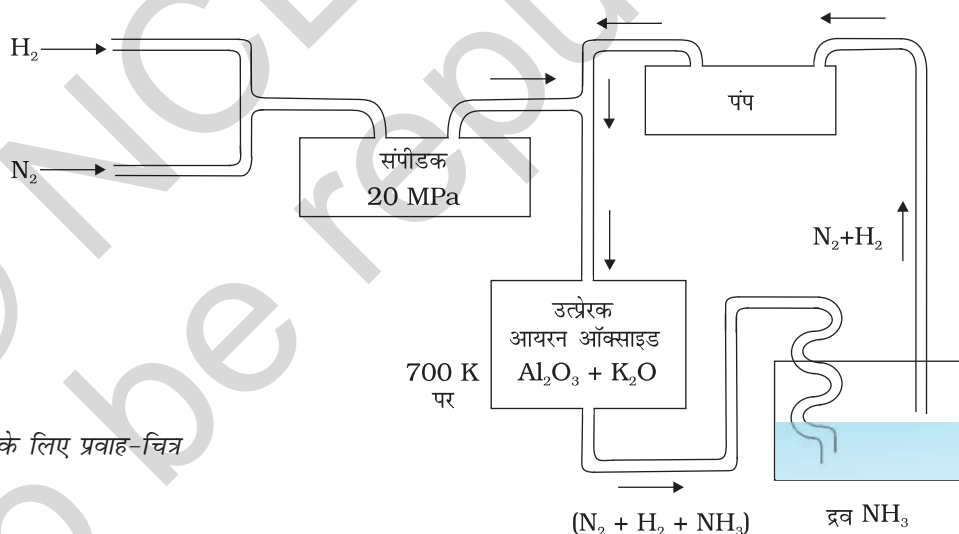 H₂
N₂
संपीडक
20 MPa
पंप
N₂+H₂
उत्प्रेरक
आयरन ऑक्साइड
Al₂O₃ + K₂O
700 K
पर
के लिए प्रवाह-चित्र
(N₂ + H₂ + NH₃)
द्रव NH₃